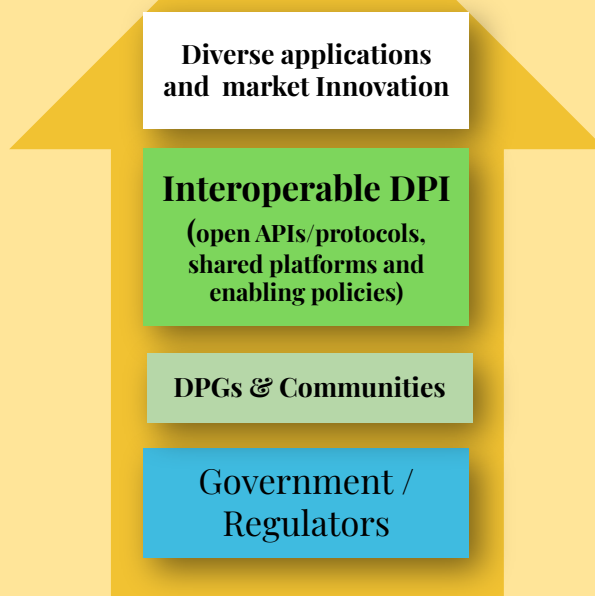 Diverse applications
and market Innovation
Interoperable DPI
(open APIs/protocols,
shared platforms and
enabling policies)
DPGs & Communities
Government /
Regulators